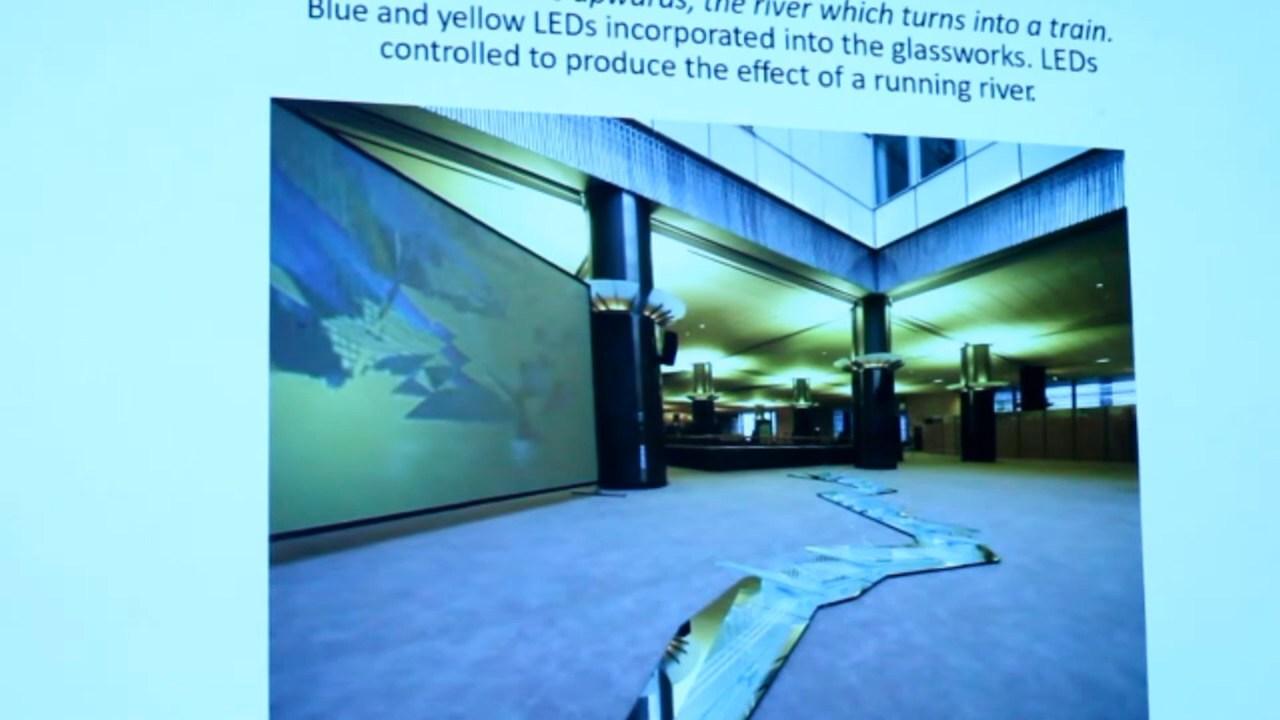 upwards, the river which turns into a train.
Blue and yellow LEDs incorporated into the glassworks. LEDs
controlled to produce the effect of a running river.